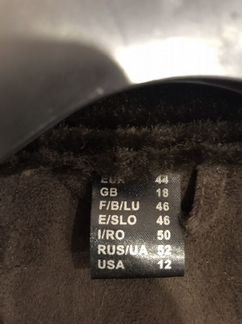 EUR 44
GB 18
F/B/LU 46
E/SLO 46
I/RO 50
RUS/UA 52
USA 12